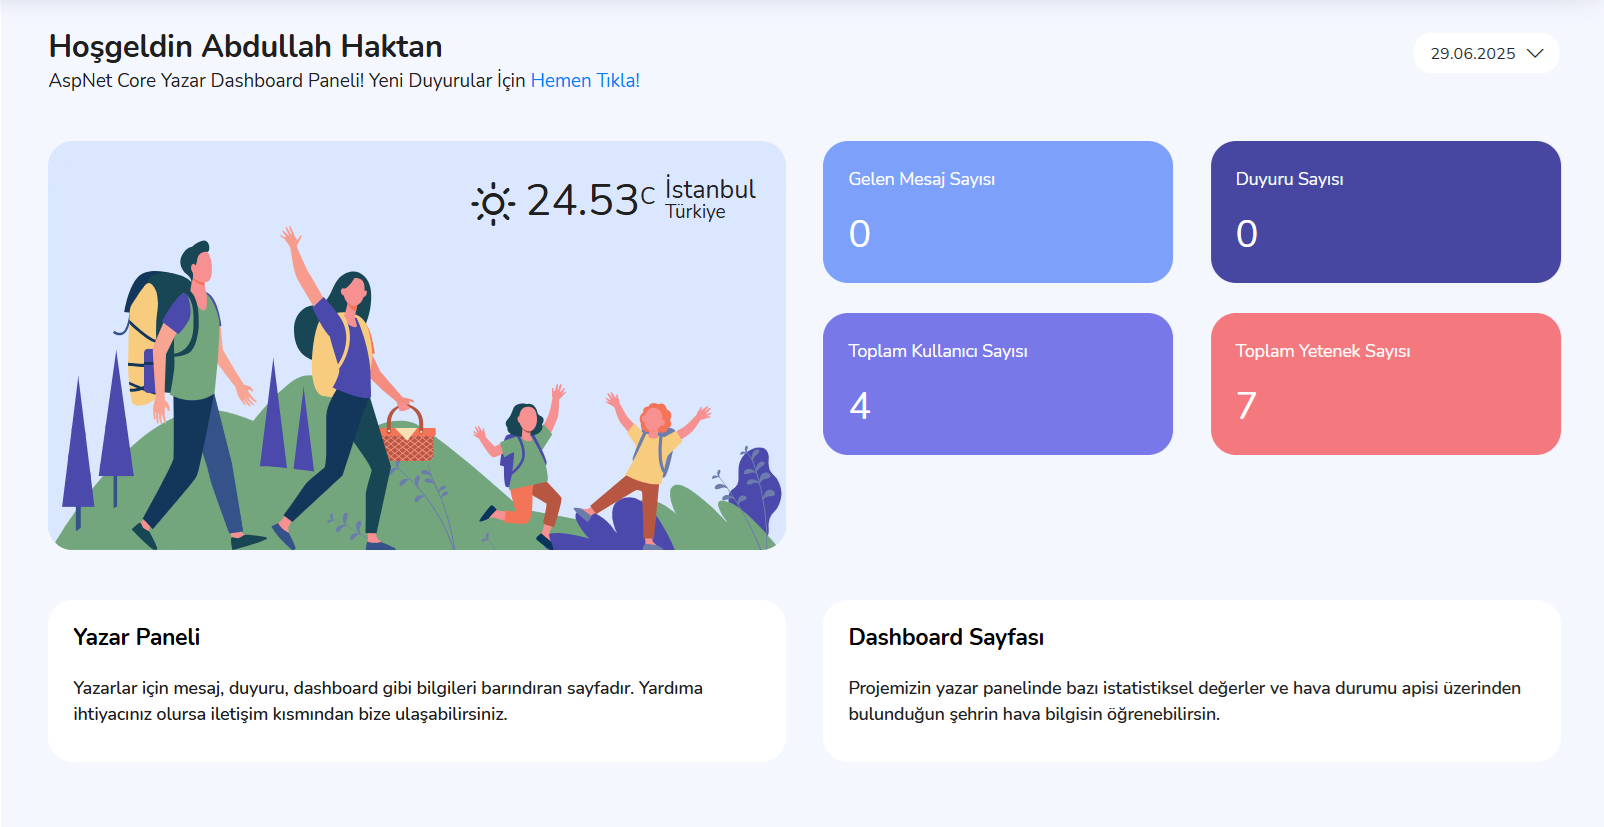 Hoşgeldin Abdullah Haktan
AspNet Core Yazar Dashboard Paneli! Yeni Duyurular İçin Hemen Tıkla!
29.06.2025
24.53C
İstanbul
Türkiye
Gelen Mesaj Sayısı
0
Duyuru Sayısı
0
Toplam Kullanıcı Sayısı
4
Toplam Yetenek Sayısı
7
Yazar Paneli
Yazarlar için mesaj, duyuru, dashboard gibi bilgileri barındıran sayfadır. Yardıma
ihtiyacınız olursa iletişim kısmından bize ulaşabilirsiniz.
Dashboard Sayfası
Projemizin yazar panelinde bazı istatistiksel değerler ve hava durumu apisi üzerinden
bulunduğun şehrin hava bilgisin öğrenebilirsin.